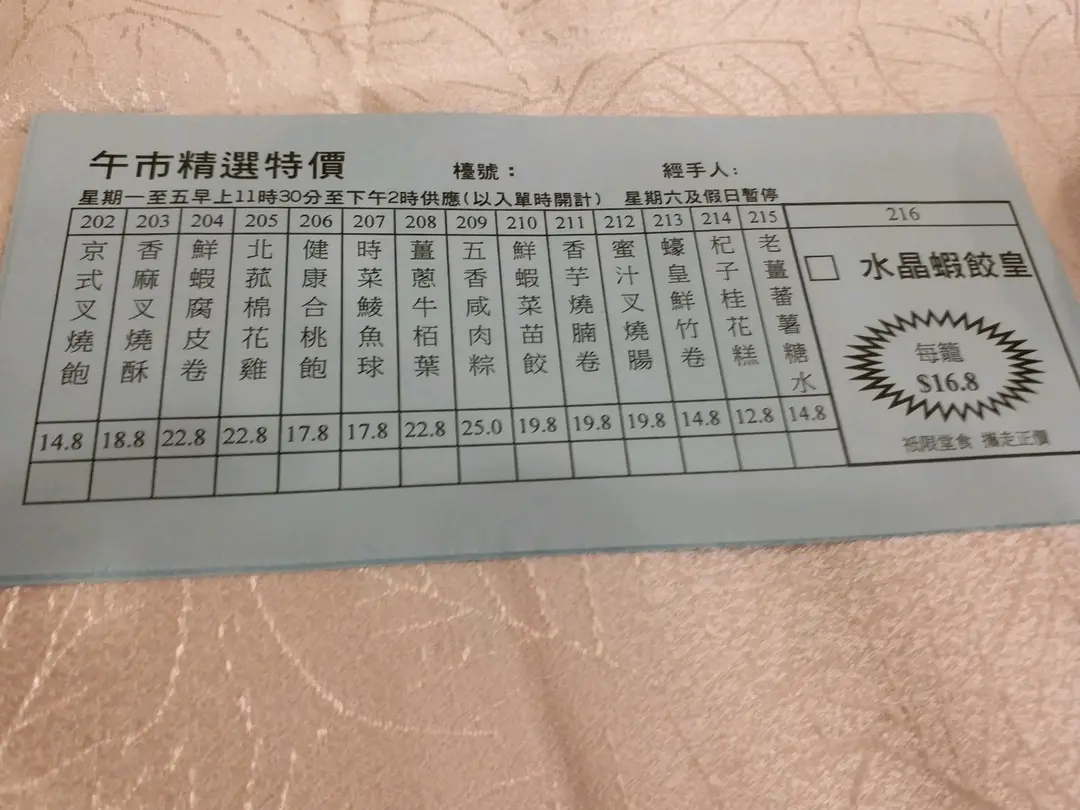 午市精選特價 檯號： 經手人：
星期一至五早上11時30分至下午2時供應(以入單時開計) 星期六及假日暫停
202 203 204 205 206 207 208 209 210 211 212 213 214 215 216
京式叉燒飽
香麻叉燒酥
鮮蝦腐皮卷
北菰棉花雞
健康合桃飽
時菜鯪魚球
薑蔥牛栢葉
五香咸肉粽
鮮蝦菜苗餃
香芋燒腩卷
蜜汁叉燒腸
蠔皇鮮竹卷
杞子桂花糕
老薑蕃薯糖水
水晶蝦餃皇
每籠
$16.8
祗限堂食 攜走正價
14.8 18.8 22.8 22.8 17.8 17.8 22.8 25.0 19.8 19.8 19.8 14.8 12.8 14.8